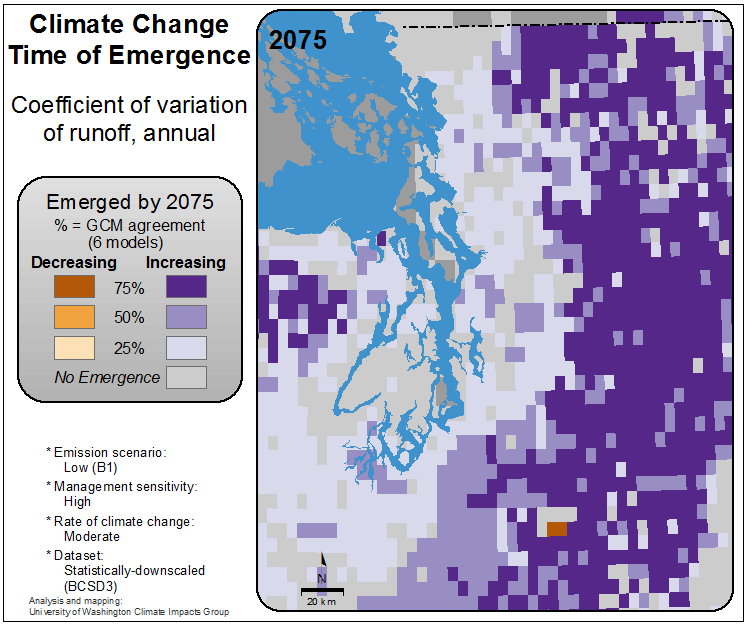 Climate Change
Time of Emergence
Coefficient of variation
of runoff, annual
Emerged by 2075
% = GCM agreement
(6 models)
Decreasing Increasing
75%
50%
25%
No Emergence
* Emission scenario:
Low (B1)
* Management sensitivity:
High
* Rate of climate change:
Moderate
* Dataset:
Statistically-downscaled
(BCSD3)
Analysis and mapping:
University of Washington Climate Impacts Group
2075
N
20 km